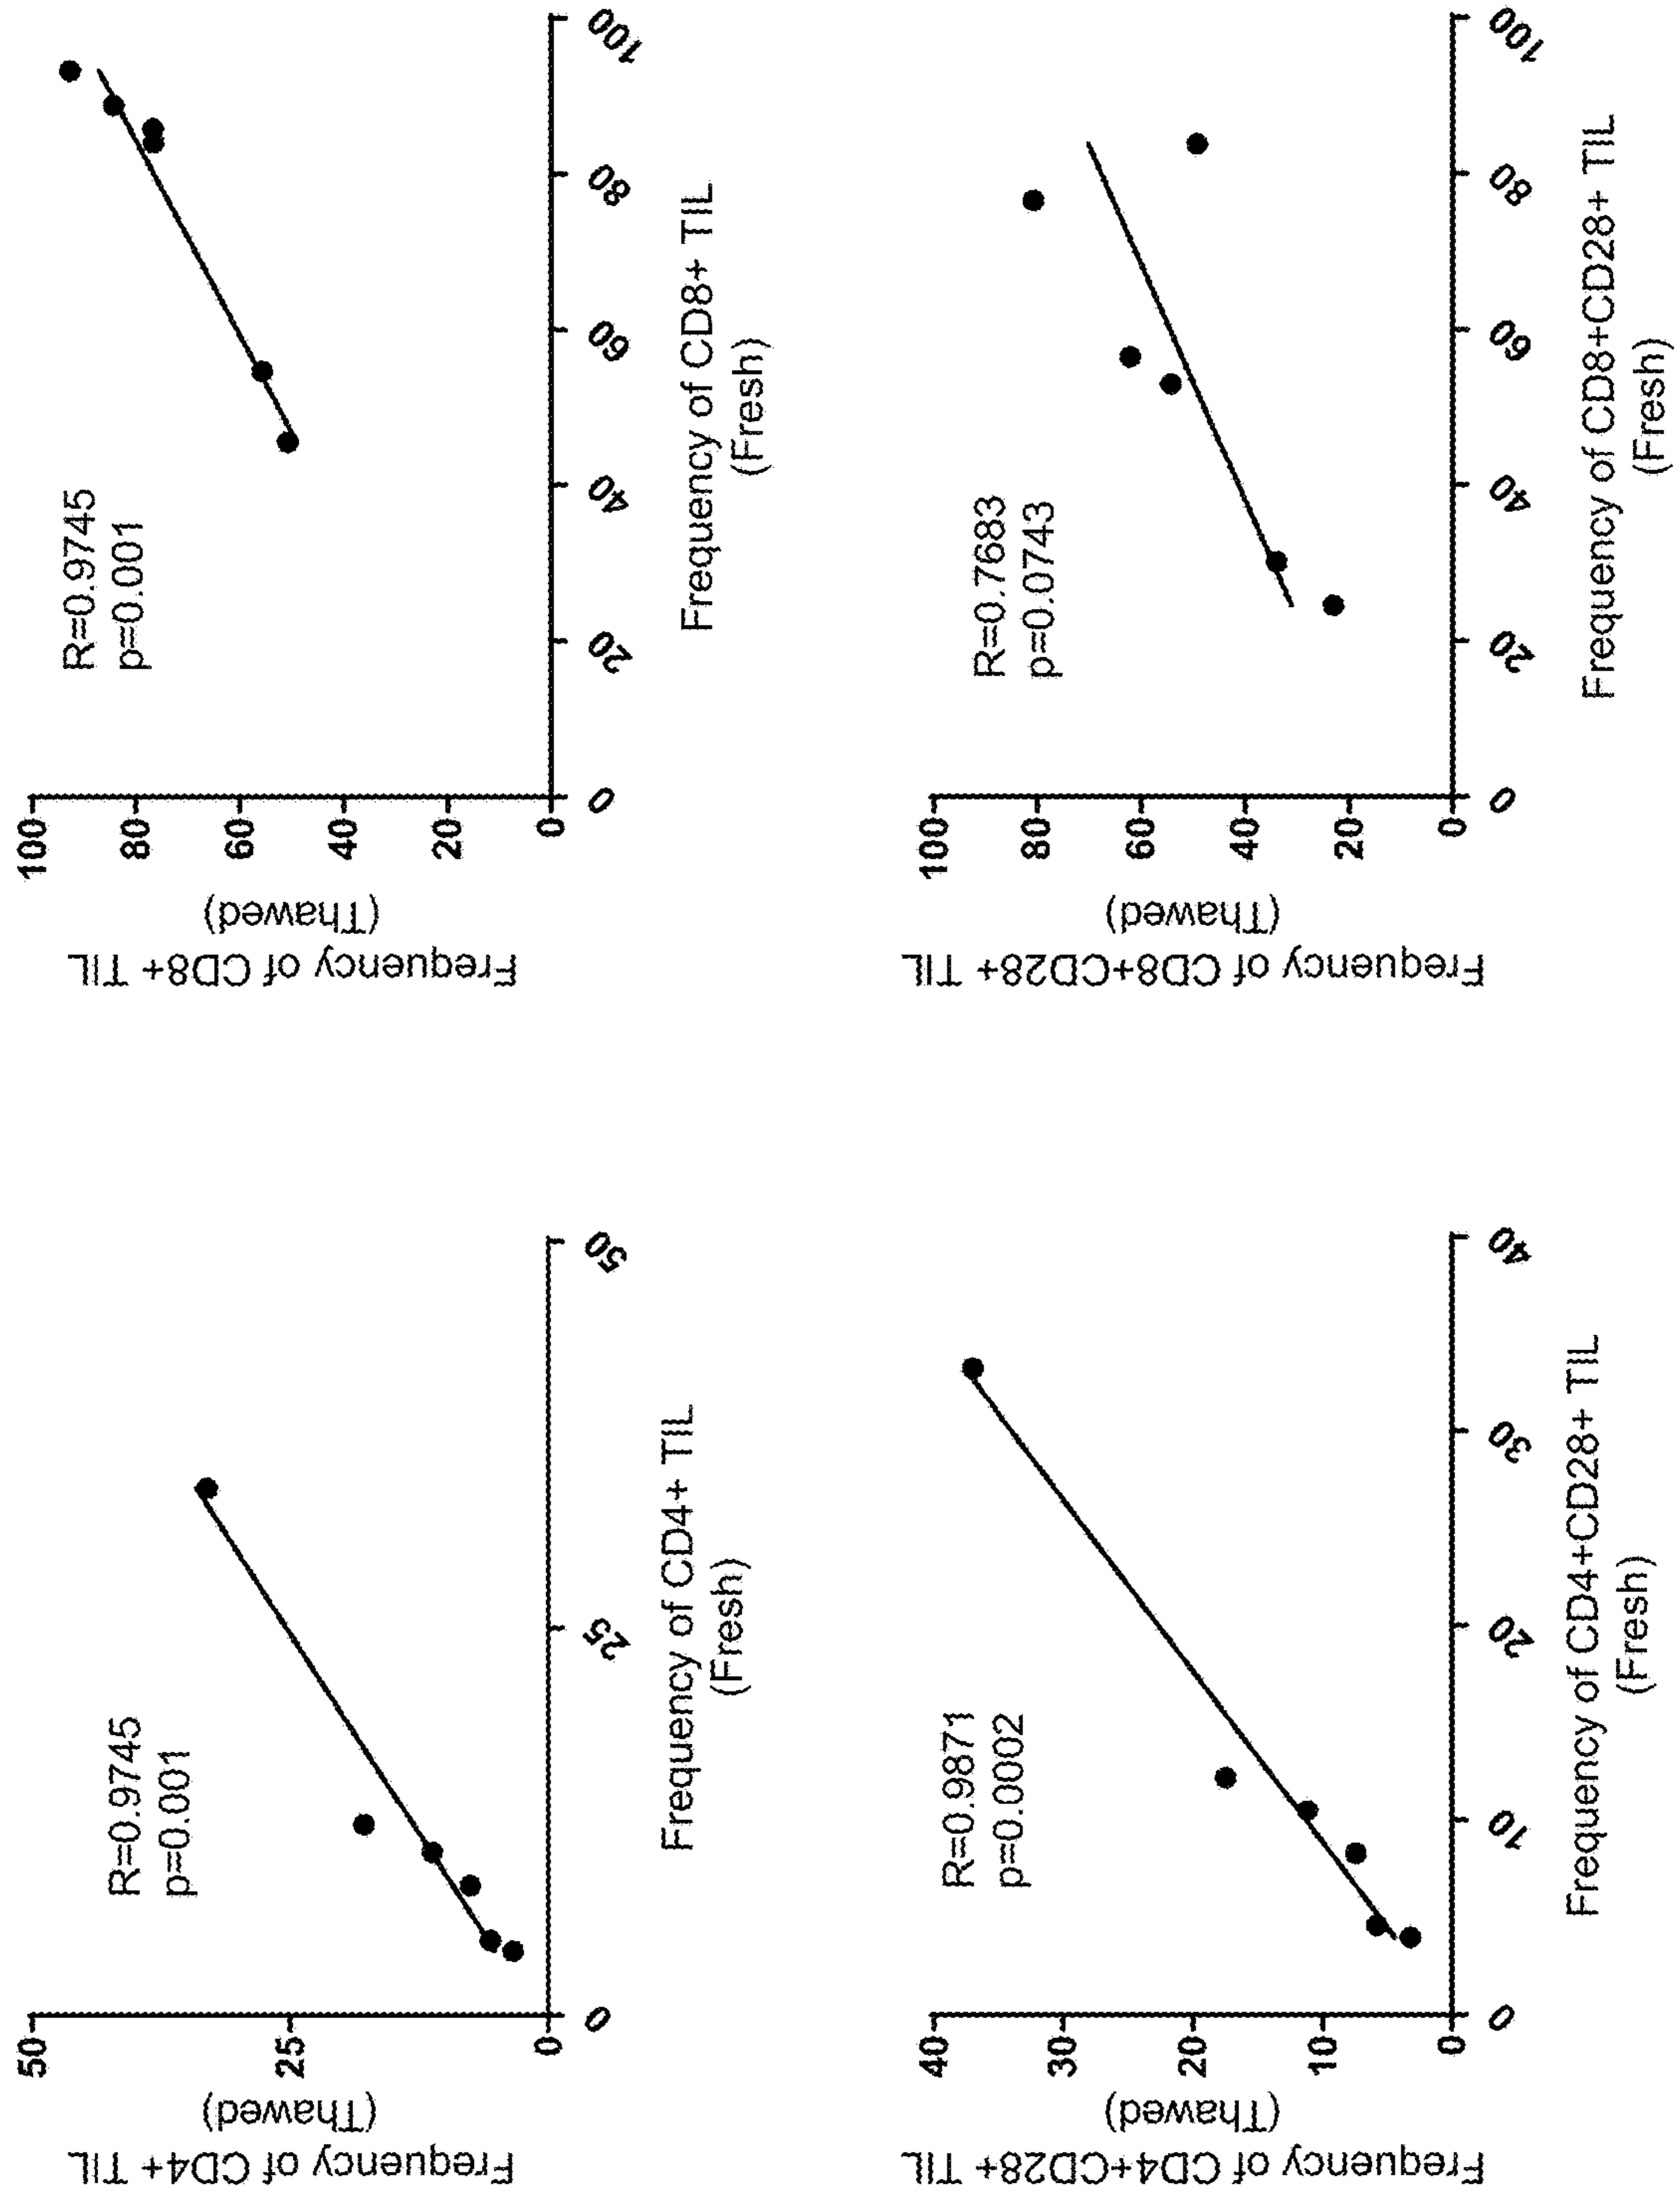 Frequency of CD4+ TIL
(Thawed)
50
25
0
R=0.9745
p=0.001
0
25
50
Frequency of CD4+ TIL
(Fresh)
Frequency of CD8+ TIL
(Thawed)
100
80
60
40
20
0
R=0.9745
p=0.001
0
20
40
60
80
100
Frequency of CD8+ TIL
(Fresh)
Frequency of CD4+CD28+ TIL
(Thawed)
40
30
20
10
0
R=0.9871
p=0.0002
0
10
20
30
40
Frequency of CD4+CD28+ TIL
(Fresh)
Frequency of CD8+CD28+ TIL
(Thawed)
100
80
60
40
20
0
R=0.7683
p=0.0743
0
20
40
60
80
100
Frequency of CD8+CD28+ TIL
(Fresh)